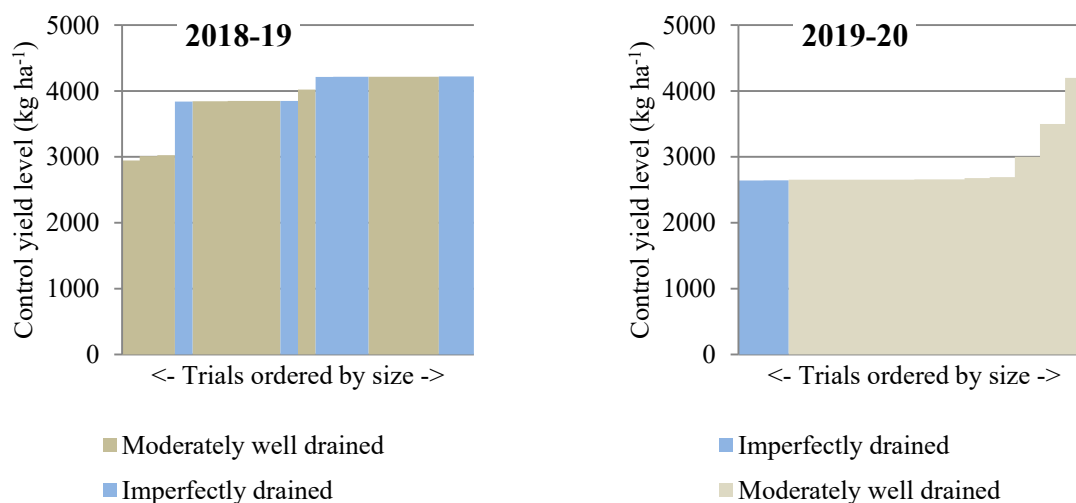 2018-19
Control yield level (kg ha⁻¹)
5000
4000
3000
2000
1000
0
<- Trials ordered by size ->
Moderately well drained
Imperfectly drained
2019-20
Control yield level (kg ha⁻¹)
5000
4000
3000
2000
1000
0
<- Trials ordered by size ->
Imperfectly drained
Moderately well drained